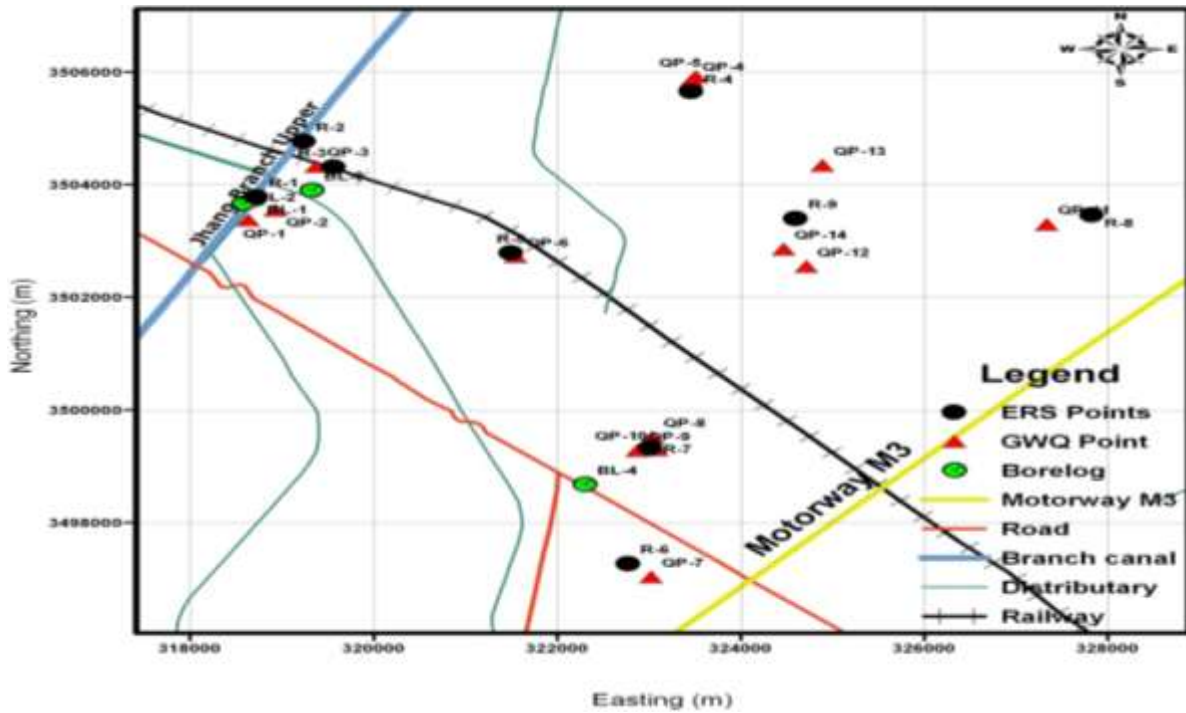 N
W E
S
3506000
3504000
3502000
3500000
3498000
Northing (m)
QP-5 QP-4
R-4
Jhang Branch Upper
R-2
R-3 QP-3
R-1
BL-1
QP-2
QP-1
QP-6
QP-13
R-9
QP-14
QP-12
R-8
QP-8
QP-10 QP-9
R-7
BL-4
R-6
QP-7
Motorway M3
Legend
ERS Points
GWQ Point
Borelog
Motorway M3
Road
Branch canal
Distributary
Railway
318000 320000 322000 324000 326000 328000
Easting (m)